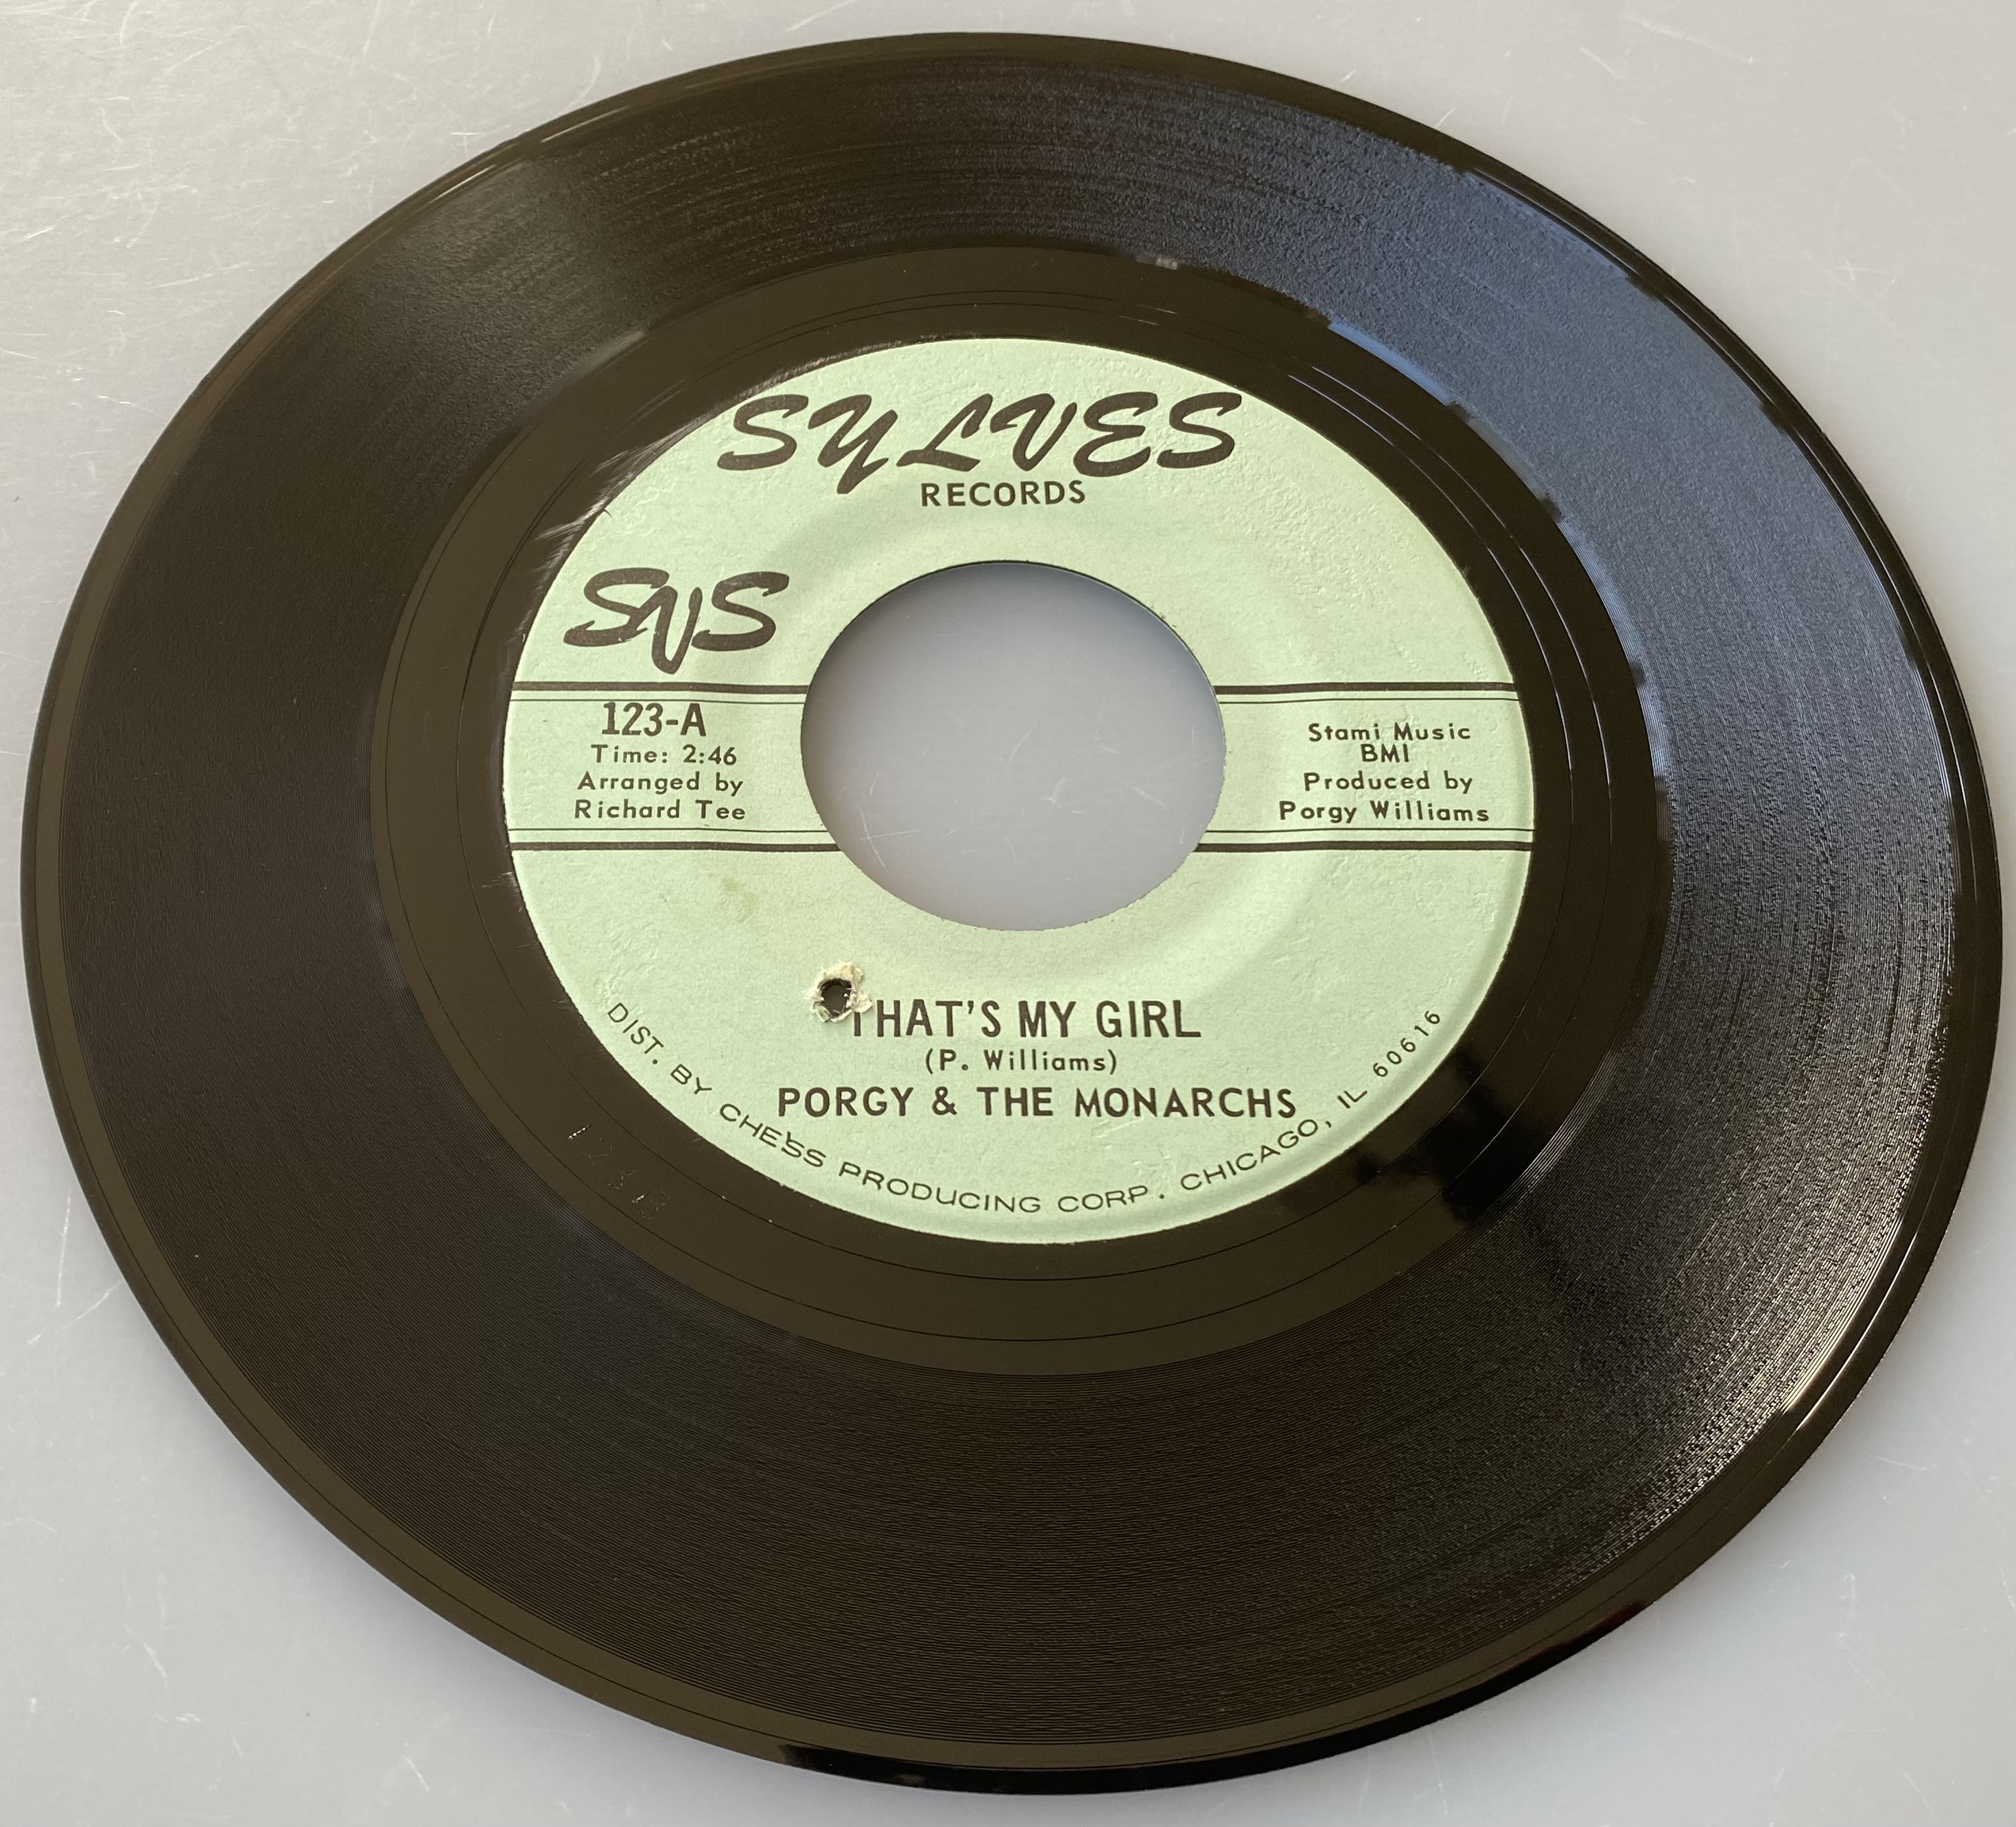 SYLVES
RECORDS
SVS
123-A
Time: 2:46
Arranged by
Richard Tee
Stami Music
BMI
Produced by
Porgy Williams
THAT'S MY GIRL
(P. Williams)
PORGY & THE MONARCHS
DIST. BY CHESS PRODUCING CORP. CHICAGO, IL 60616